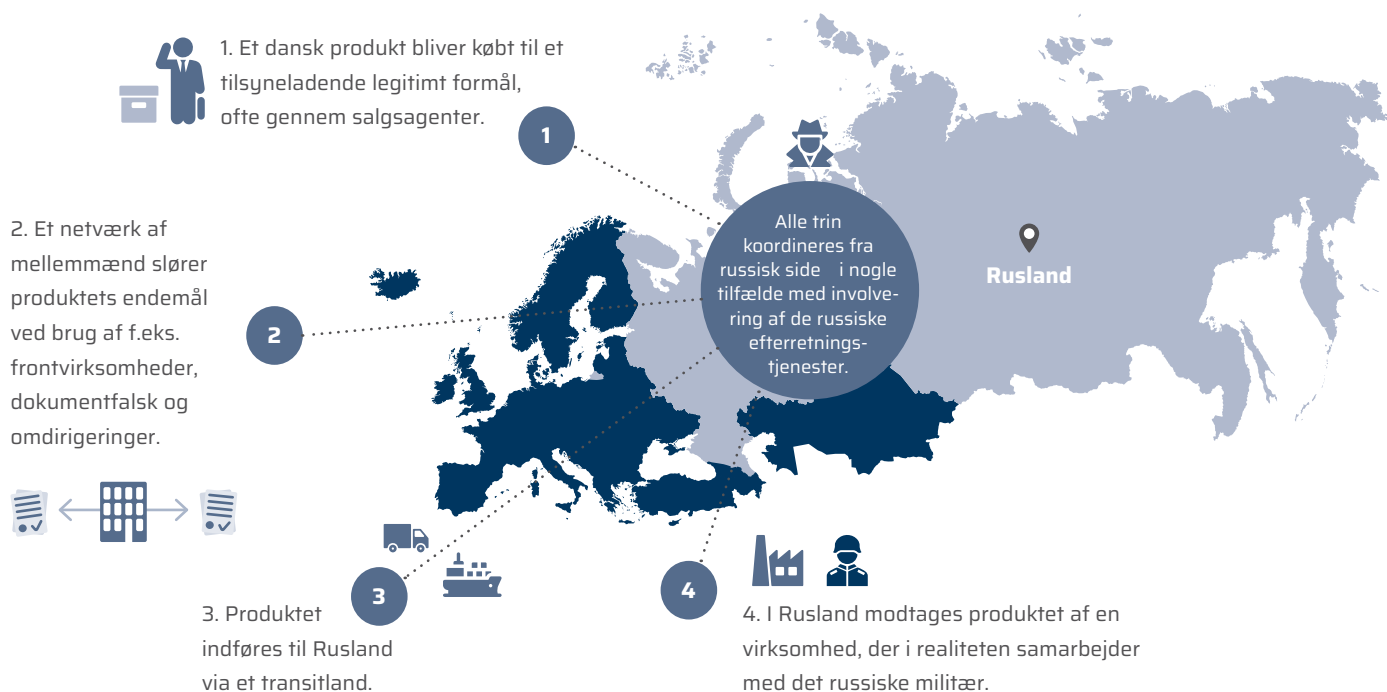 1. Et dansk produkt bliver købt til et
tilsyneladende legitimt formål,
ofte gennem salgsagenter.
1
2. Et netværk af
mellemmænd slører
produktets endemål
ved brug af f.eks.
frontvirksomheder,
dokumentfalsk og
omdirigeringer.
2
Alle trin
koordineres fra
russisk side i nogle
tilfælde med involve-
ring af de russiske
efterretnings-
tjenester.
Rusland
3
3. Produktet
indføres til Rusland
via et transitland.
4
4. I Rusland modtages produktet af en
virksomhed, der i realiteten samarbejder
med det russiske militær.